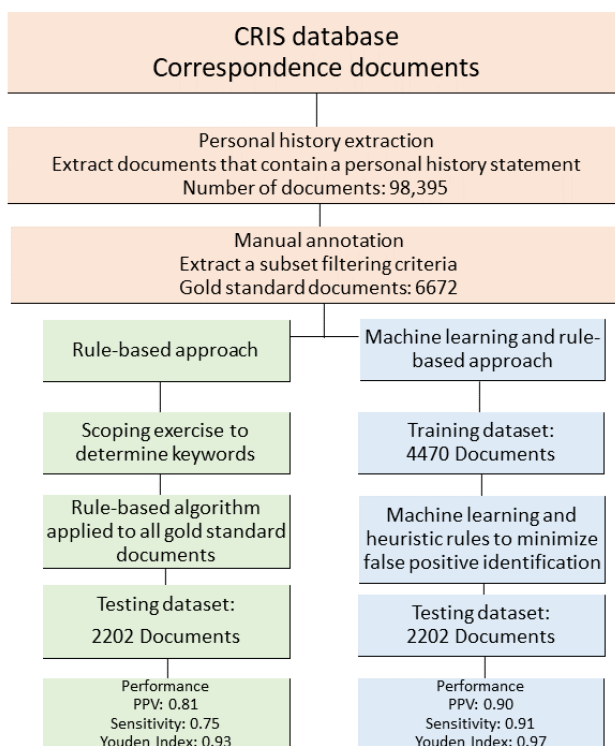 CRIS database
Correspondence documents
Personal history extraction
Extract documents that contain a personal history statement
Number of documents: 98,395
Manual annotation
Extract a subset filtering criteria
Gold standard documents: 6672
Rule-based approach
Scoping exercise to
determine keywords
Rule-based algorithm
applied to all gold standard
documents
Testing dataset:
2202 Documents
Performance
PPV: 0.81
Sensitivity: 0.75
Youden Index: 0.93
Machine learning and rule-
based approach
Training dataset:
4470 Documents
Machine learning and
heuristic rules to minimize
false positive identification
Testing dataset:
2202 Documents
Performance
PPV: 0.90
Sensitivity: 0.91
Youden Index: 0.97